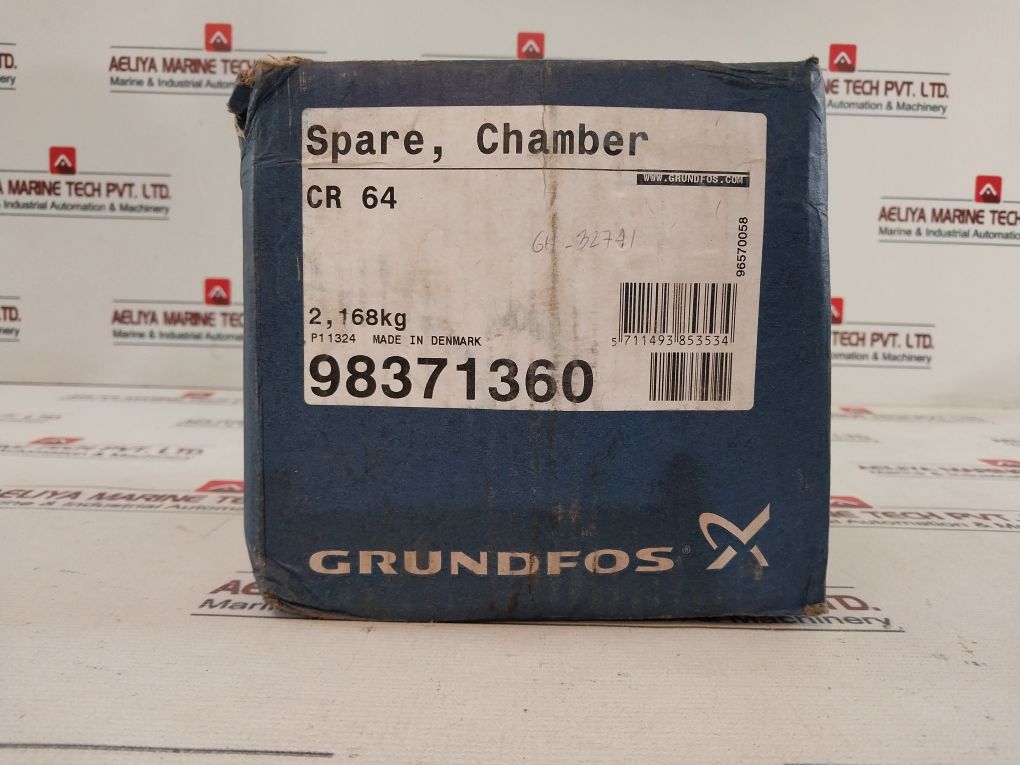 AELIYA MARINE TECH PVT. LTD.
Marine & Industrial Automation & Machinery
Spare, Chamber
WWW.GRUNDFOS.COM
CR 64
96570058
2,168kg
P11324 MADE IN DENMARK
5 711493 853534
98371360
GRUNDFOS®